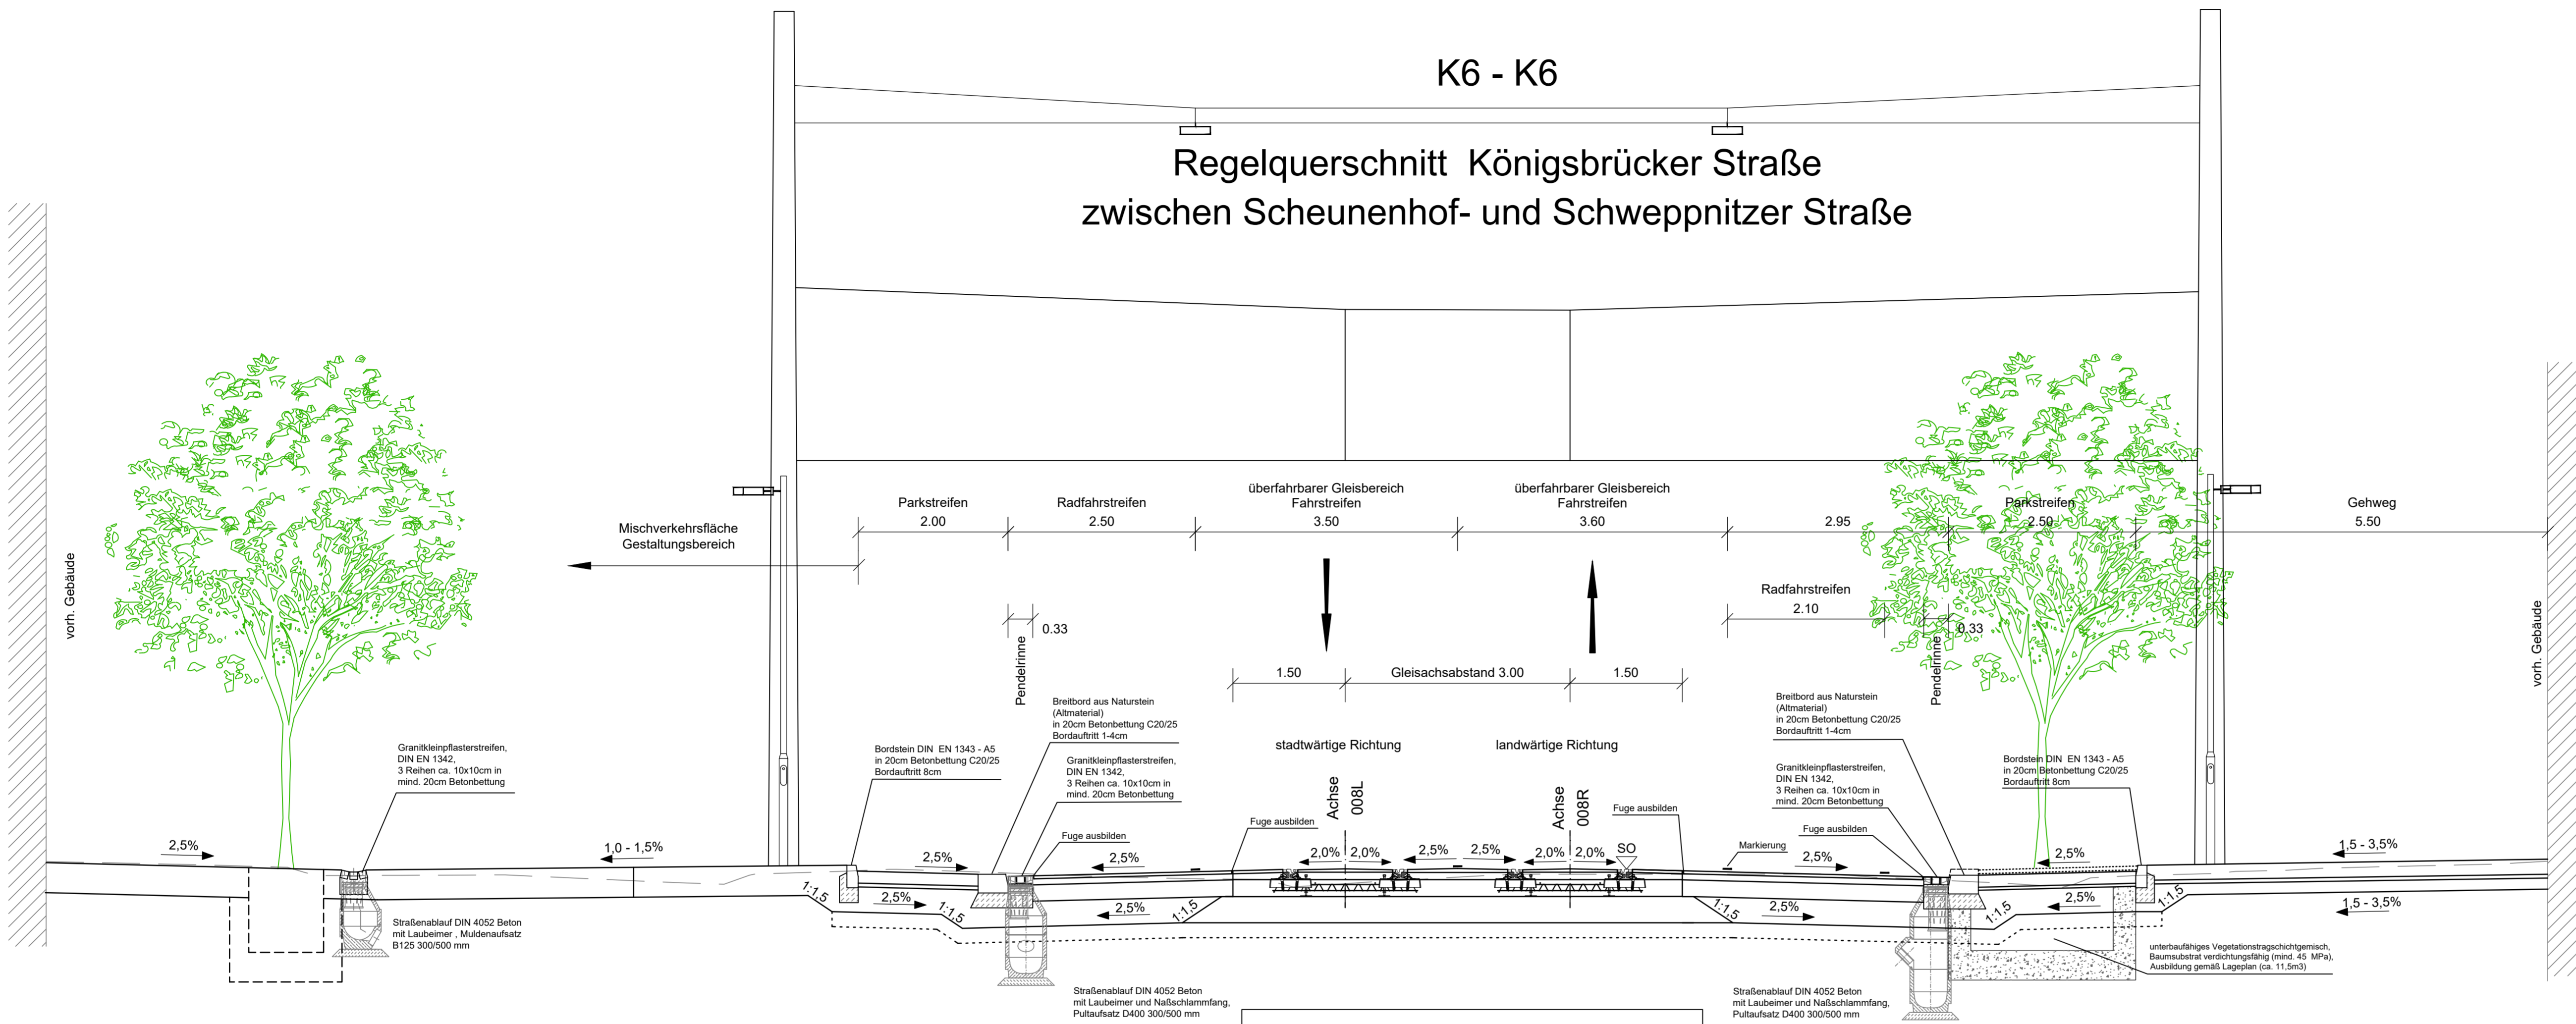 K6 - K6
Regelquerschnitt Königsbrücker Straße
zwischen Scheunenhof- und Schweppnitzer Straße
vorh. Gebäude
Mischverkehrsfläche
Gestaltungsbereich
Parkstreifen
2.00
Radfahrstreifen
2.50
überfahrbarer Gleisbereich
Fahrstreifen
3.50
überfahrbarer Gleisbereich
Fahrstreifen
3.60
2.95
Parkstreifen
2.50
Gehweg
5.50
Radfahrstreifen
2.10
0.33
Pendelrinne
0.33
Pendelrinne
vorh. Gebäude
1.50
Gleisachsabstand 3.00
1.50
stadtwärtige Richtung
landwärtige Richtung
Achse
008L
Achse
008R
Granitkleinpflasterstreifen,
DIN EN 1342,
3 Reihen ca. 10x10cm in
mind. 20cm Betonbettung
Bordstein DIN EN 1343 - A5
in 20cm Betonbettung C20/25
Bordauftritt 8cm
Breitbord aus Naturstein
(Altmaterial)
in 20cm Betonbettung C20/25
Bordauftritt 1-4cm
Granitkleinpflasterstreifen,
DIN EN 1342,
3 Reihen ca. 10x10cm in
mind. 20cm Betonbettung
Fuge ausbilden
Fuge ausbilden
Fuge ausbilden
Markierung
Breitbord aus Naturstein
(Altmaterial)
in 20cm Betonbettung C20/25
Bordauftritt 1-4cm
Granitkleinpflasterstreifen,
DIN EN 1342,
3 Reihen ca. 10x10cm in
mind. 20cm Betonbettung
Fuge ausbilden
Bordstein DIN EN 1343 - A5
in 20cm Betonbettung C20/25
Bordauftritt 8cm
2,5%
1,0 - 1,5%
2,5%
2,5%
2,0%
2,0%
2,5%
2,5%
2,0%
2,0%
SO
2,5%
2,5%
1,5 - 3,5%
1:1,5
2,5%
1:1,5
2,5%
1:1,5
1:1,5
2,5%
1:1,5
2,5%
1:1,5
1,5 - 3,5%
Straßenablauf DIN 4052 Beton
mit Laubeimer , Muldenaufsatz
B125 300/500 mm
Straßenablauf DIN 4052 Beton
mit Laubeimer und Naßschlammfang,
Pultaufsatz D400 300/500 mm
Straßenablauf DIN 4052 Beton
mit Laubeimer und Naßschlammfang,
Pultaufsatz D400 300/500 mm
unterbaufähiges Vegetationstragschichtgemisch,
Baumsubstrat verdichtungsfähig (mind. 45 MPa),
Ausbildung gemäß Lageplan (ca. 11,5m3)